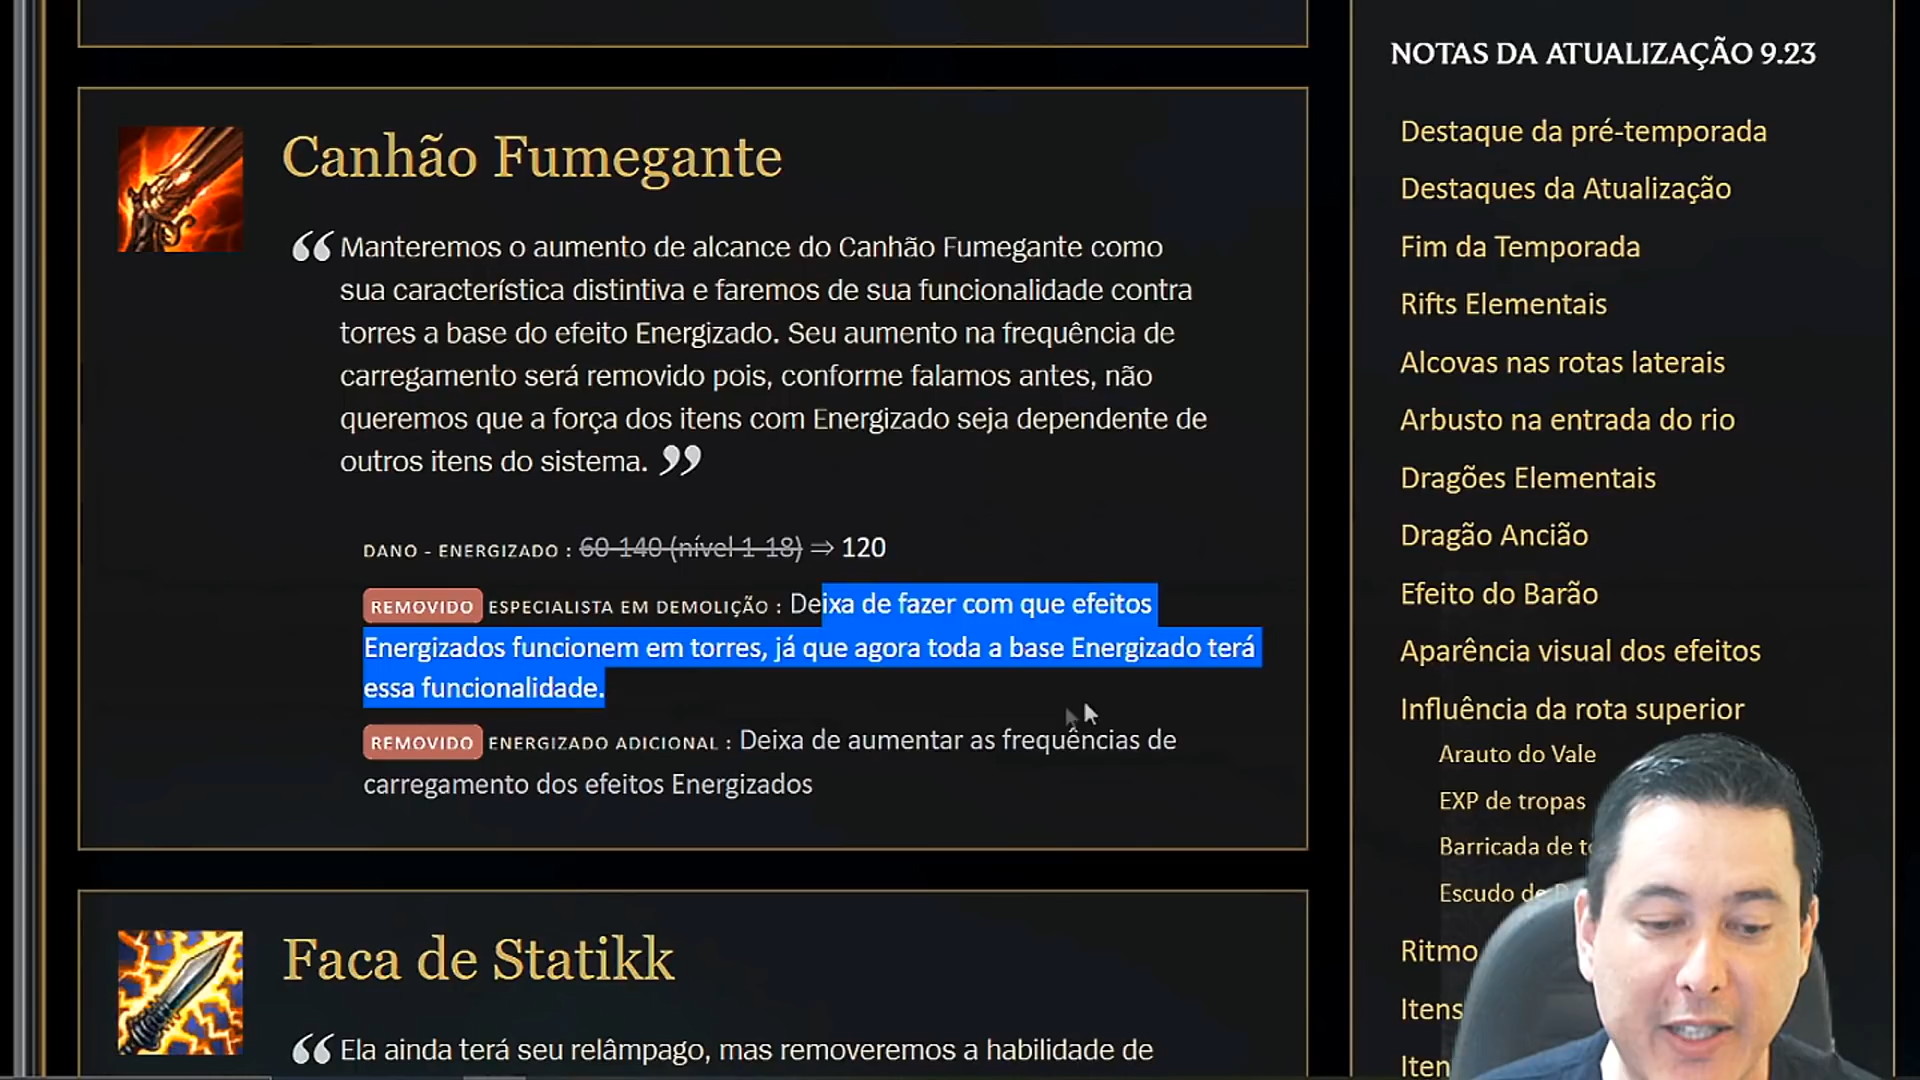 Canhão Fumegante
“ Manteremos o aumento de alcance do Canhão Fumegante como
sua característica distintiva e faremos de sua funcionalidade contra
torres a base do efeito Energizado. Seu aumento na frequência de
carregamento será removido pois, conforme falamos antes, não
queremos que a força dos itens com Energizado seja dependente de
outros itens do sistema. ”
DANO - ENERGIZADO : 60-140 (nível 1-18) ⇒ 120
REMOVIDO ESPECIALISTA EM DEMOLIÇÃO : Deixa de fazer com que efeitos
Energizados funcionem em torres, já que agora toda a base Energizado terá
essa funcionalidade.
REMOVIDO ENERGIZADO ADICIONAL : Deixa de aumentar as frequências de
carregamento dos efeitos Energizados
Faca de Statikk
“ Ela ainda terá seu relâmpago, mas removeremos a habilidade de
NOTAS DA ATUALIZAÇÃO 9.23
Destaque da pré-temporada
Destaques da Atualização
Fim da Temporada
Rifts Elementais
Alcovas nas rotas laterais
Arbusto na entrada do rio
Dragões Elementais
Dragão Ancião
Efeito do Barão
Aparência visual dos efeitos
Influência da rota superior
Arauto do Vale
EXP de tropas
Barricada de
Escudo de
Ritmo
Itens